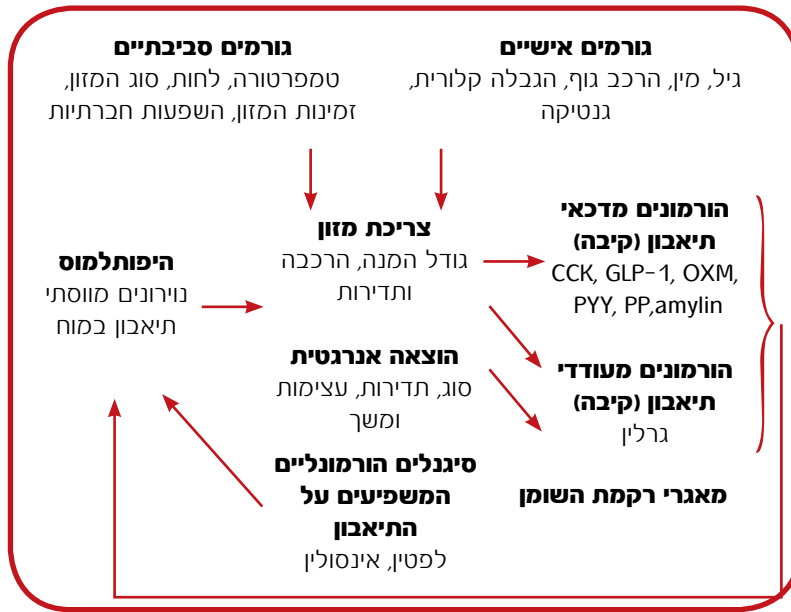 גורמים אישיים
גיל, מין, הרכב גוף, הגבלה קלורית,
גנטיקה
גורמים סביבתיים
טמפרטורה, לחות, סוג המזון,
זמינות המזון, השפעות חברתיות
הורמונים מדכאי
תיאבון (קיבה)
CCK, GLP-1, OXM,
PYY, PP,amylin
צריכת מזון
גודל המנה, הרכבה
ותדירות
היפותלמוס
נוירונים מווסתי
תיאבון במוח
הורמונים מעודדי
תיאבון (קיבה)
גרלין
הוצאה אנרגטית
סוג, תדירות, עצימות
ומשך
מאגרי רקמת השומן
סיגנלים הורמונליים
המשפיעים על
התיאבון
לפטין, אינסולין